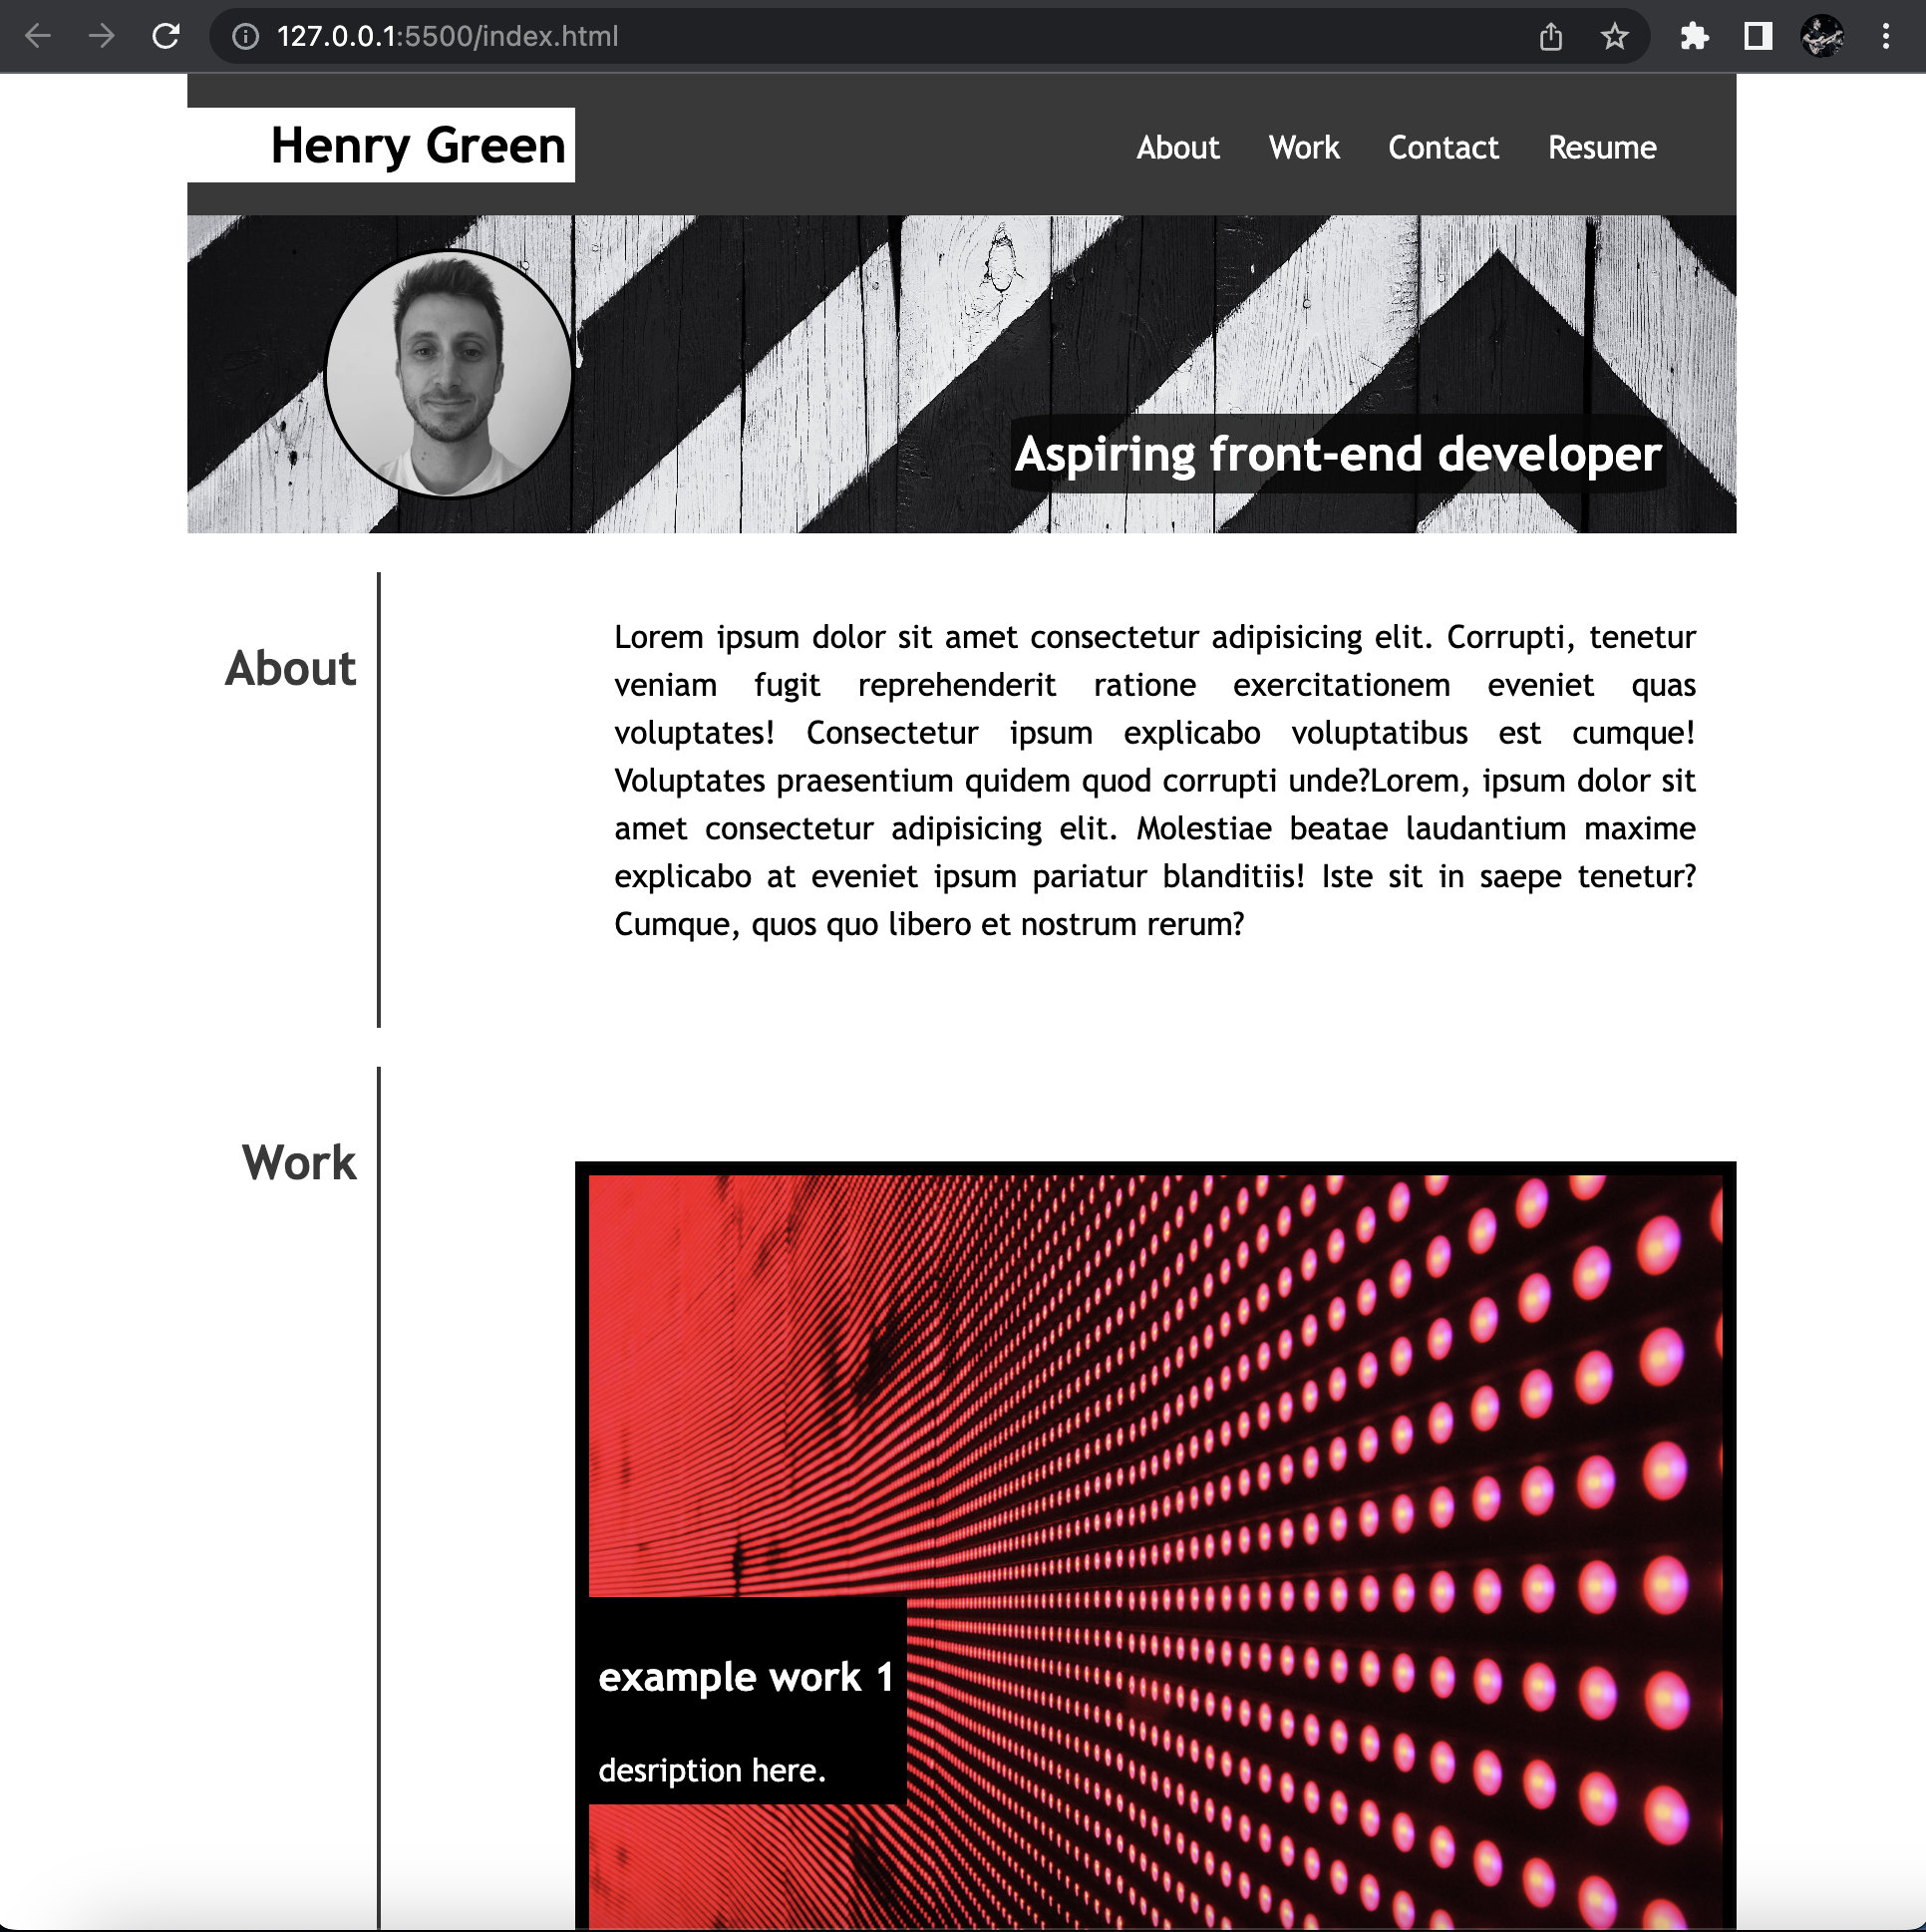 127.0.0.1:5500/index.html
Henry Green
About Work Contact Resume
Aspiring front-end developer
About
Lorem ipsum dolor sit amet consectetur adipisicing elit. Corrupti, tenetur
veniam fugit reprehenderit ratione exercitationem eveniet quas
voluptates! Consectetur ipsum explicabo voluptatibus est cumque!
Voluptates praesentium quidem quod corrupti unde?Lorem, ipsum dolor sit
amet consectetur adipisicing elit. Molestiae beatae laudantium maxime
explicabo at eveniet ipsum pariatur blanditiis! Iste sit in saepe tenetur?
Cumque, quos quo libero et nostrum rerum?
Work
example work 1
desription here.